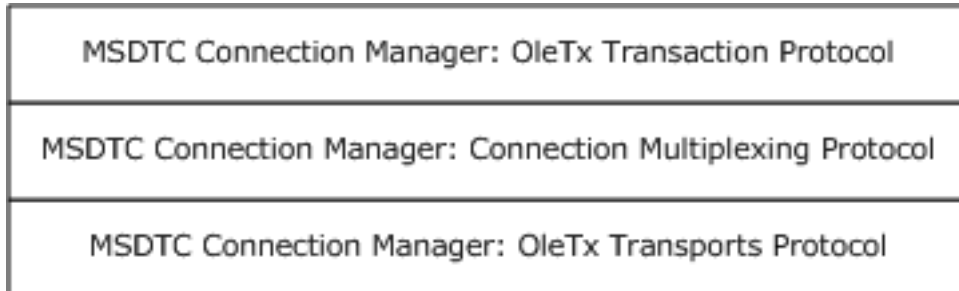 MSDTC Connection Manager: OleTx Transaction Protocol
MSDTC Connection Manager: Connection Multiplexing Protocol
MSDTC Connection Manager: OleTx Transports Protocol